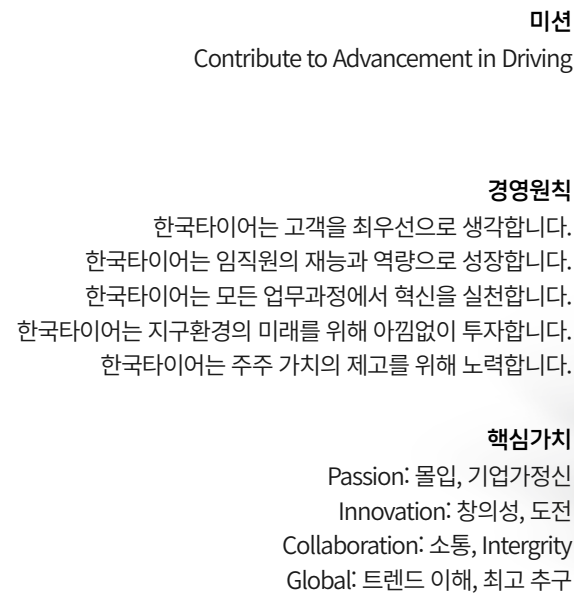 미션
Contribute to Advancement in Driving
경영원칙
한국타이어는 고객을 최우선으로 생각합니다.
한국타이어는 임직원의 재능과 역량으로 성장합니다.
한국타이어는 모든 업무과정에서 혁신을 실천합니다.
한국타이어는 지구환경의 미래를 위해 아낌없이 투자합니다.
한국타이어는 주주 가치의 제고를 위해 노력합니다.
핵심가치
Passion: 몰입, 기업가정신
Innovation: 창의성, 도전
Collaboration: 소통, Intergrity
Global: 트렌드 이해, 최고 추구